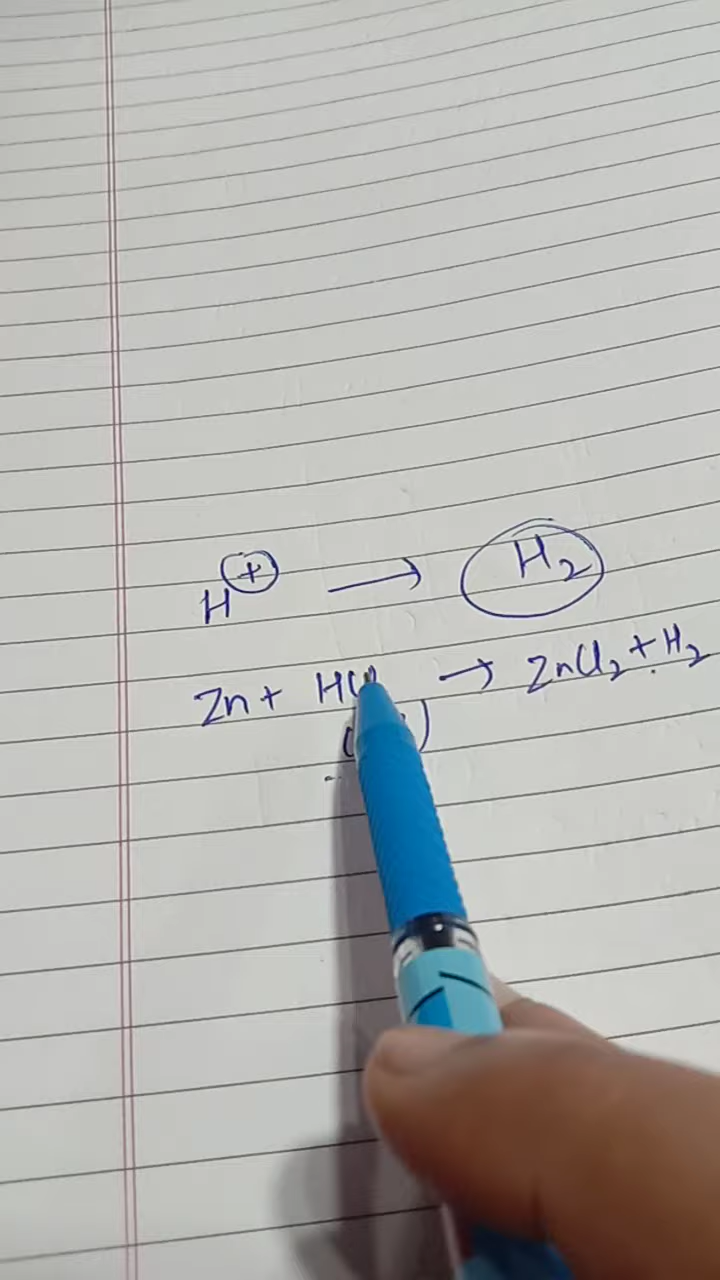 H⊕ → H₂
Zn + HCl → ZnCl₂ + H₂
( )